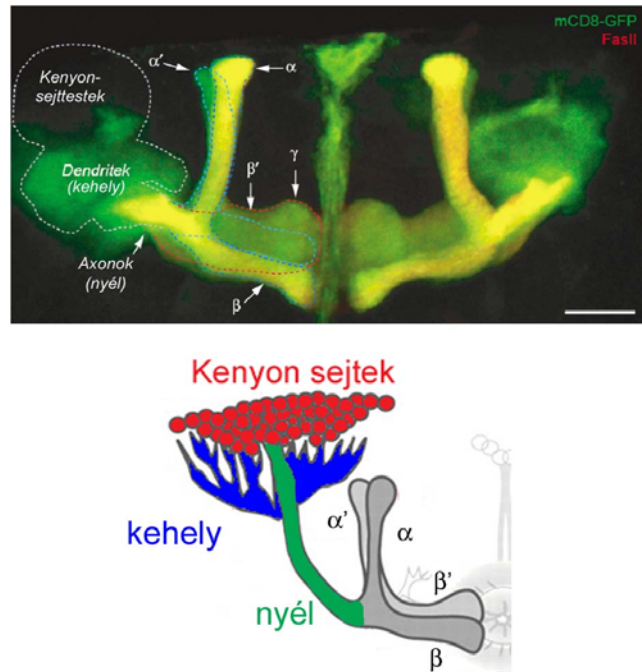 mCD8-GFP
FasII
Kenyon-
sejttestek
α'
α
Dendritek
(kehely)
β'
γ
Axonok
(nyél)
β
Kenyon sejtek
kehely
α'
α
β'
nyél
β